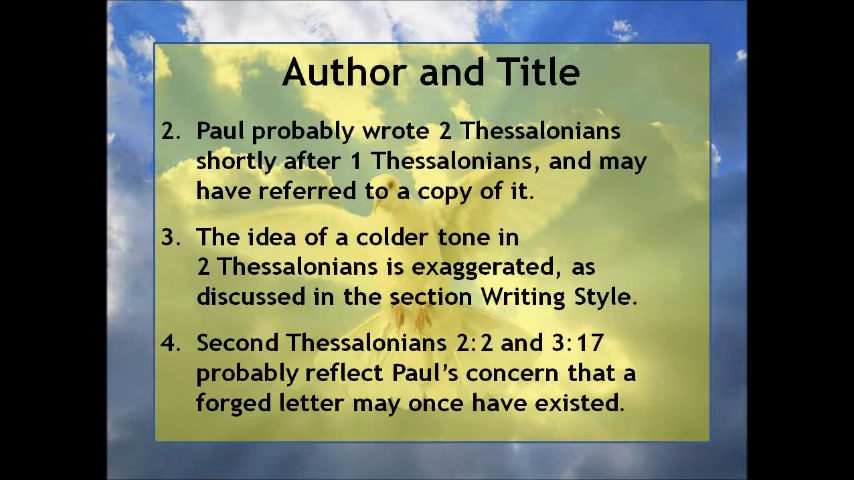 Author and Title
2. Paul probably wrote 2 Thessalonians
shortly after 1 Thessalonians, and may
have referred to a copy of it.
3. The idea of a colder tone in
2 Thessalonians is exaggerated, as
discussed in the section Writing Style.
4. Second Thessalonians 2:2 and 3:17
probably reflect Paul's concern that a
forged letter may once have existed.